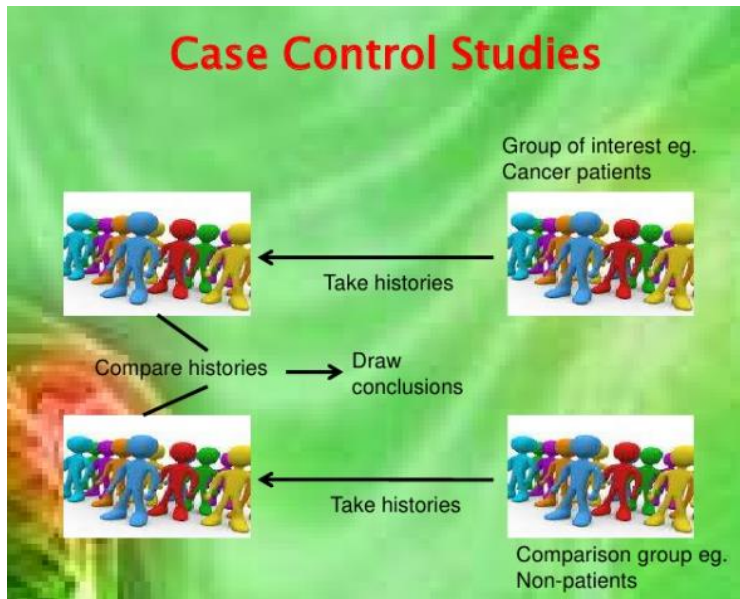 Case Control Studies
Group of interest eg.
Cancer patients
Take histories
Compare histories
Draw
conclusions
Take histories
Comparison group eg.
Non-patients